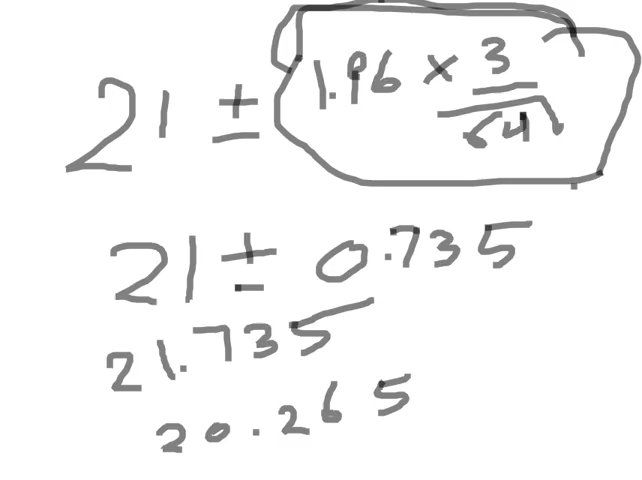 21 ± 1.96 × 3/√64
21 ± 0.735
21.735
20.265